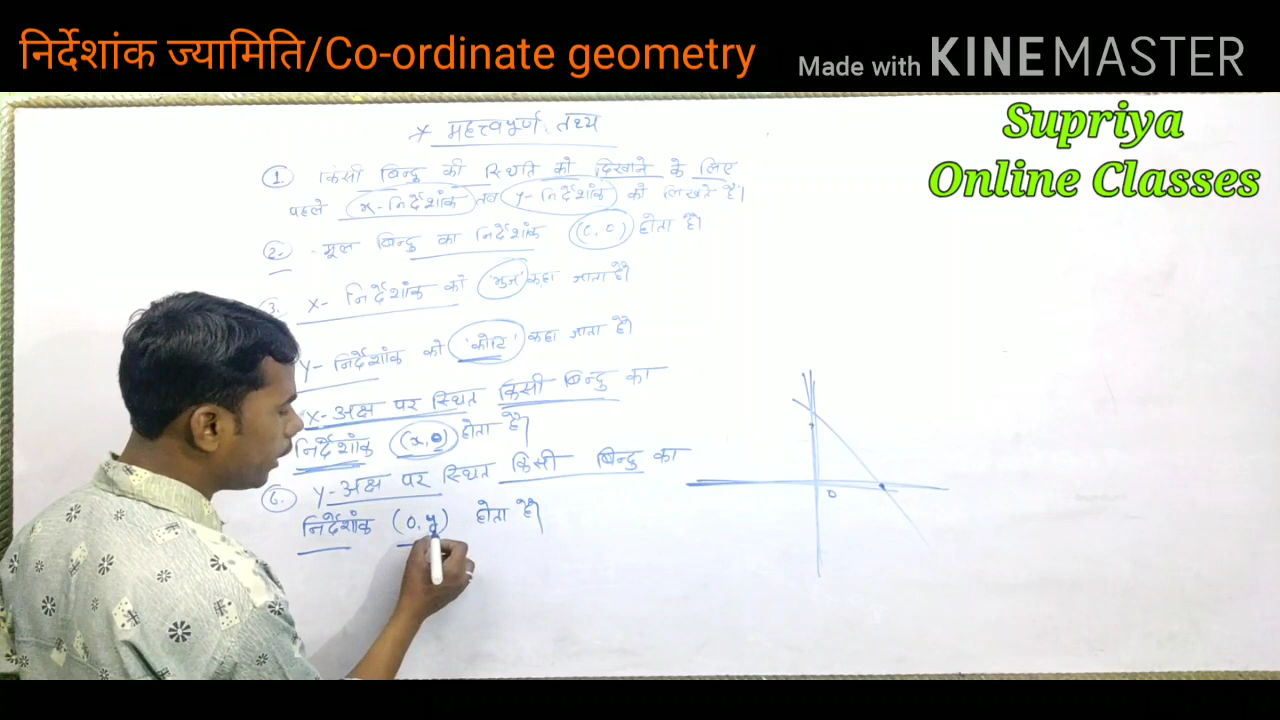 निर्देशांक ज्यामिति/Co-ordinate geometry
Made with KINEMASTER
Supriya
Online Classes
* महत्त्वपूर्ण तथ्य
1. किसी बिन्दु की स्थिति को दिखाने के लिए
पहले x-निर्देशांक तब y-निर्देशांक को लिखते हैं।
2. मूल बिन्दु का निर्देशांक (0,0) होता है।
3. x- निर्देशांक को 'भुज' कहा जाता है।
y- निर्देशांक को 'कोटि' कहा जाता है।
x-अक्ष पर स्थित किसी बिन्दु का
निर्देशांक (x,0) होता है।
6. y-अक्ष पर स्थित किसी बिन्दु का
निर्देशांक (0,y) होता है।
0